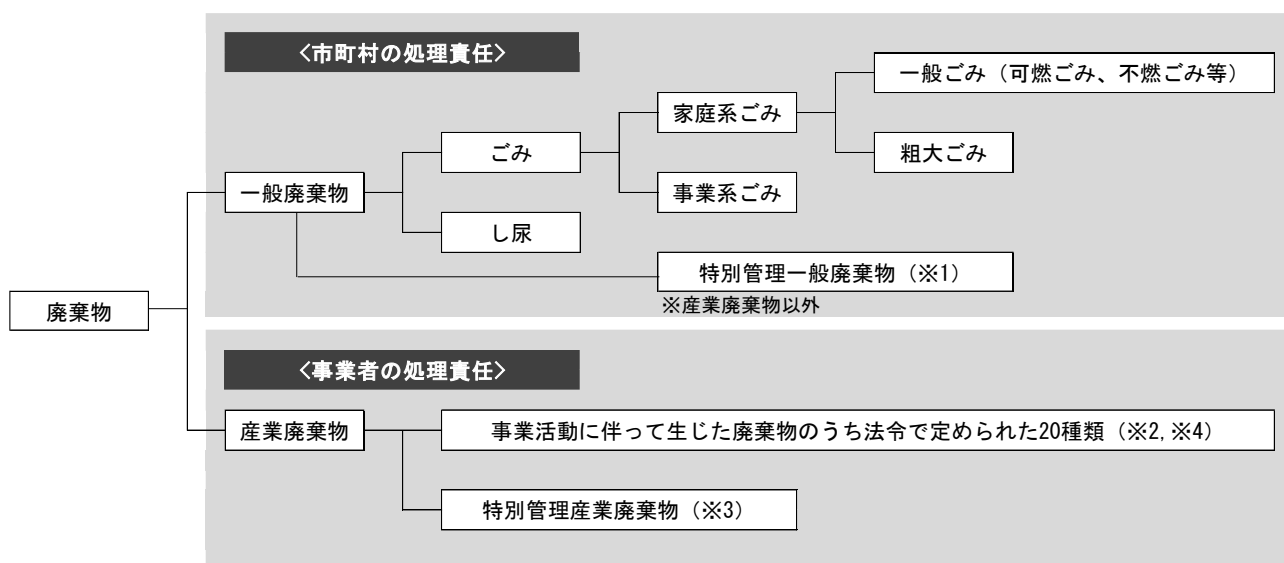 〈市町村の処理責任〉
一般ごみ（可燃ごみ、不燃ごみ等）
家庭系ごみ
ごみ
粗大ごみ
一般廃棄物
事業系ごみ
し尿
特別管理一般廃棄物（※1）
※産業廃棄物以外
廃棄物
〈事業者の処理責任〉
産業廃棄物
事業活動に伴って生じた廃棄物のうち法令で定められた20種類（※2, ※4）
特別管理産業廃棄物（※3）